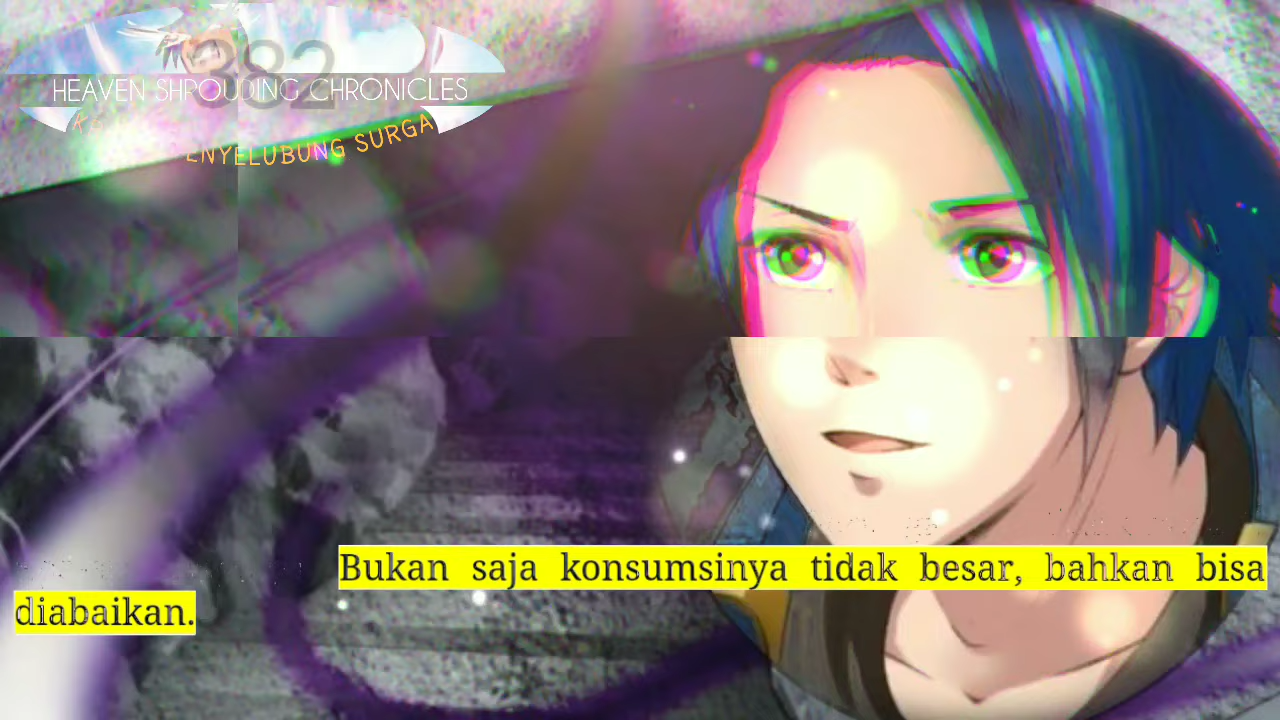 382
HEAVEN SHROUDING CHRONICLES
ENYELUBUNG SURGA
Bukan saja konsumsinya tidak besar, bahkan bisa
diabaikan.